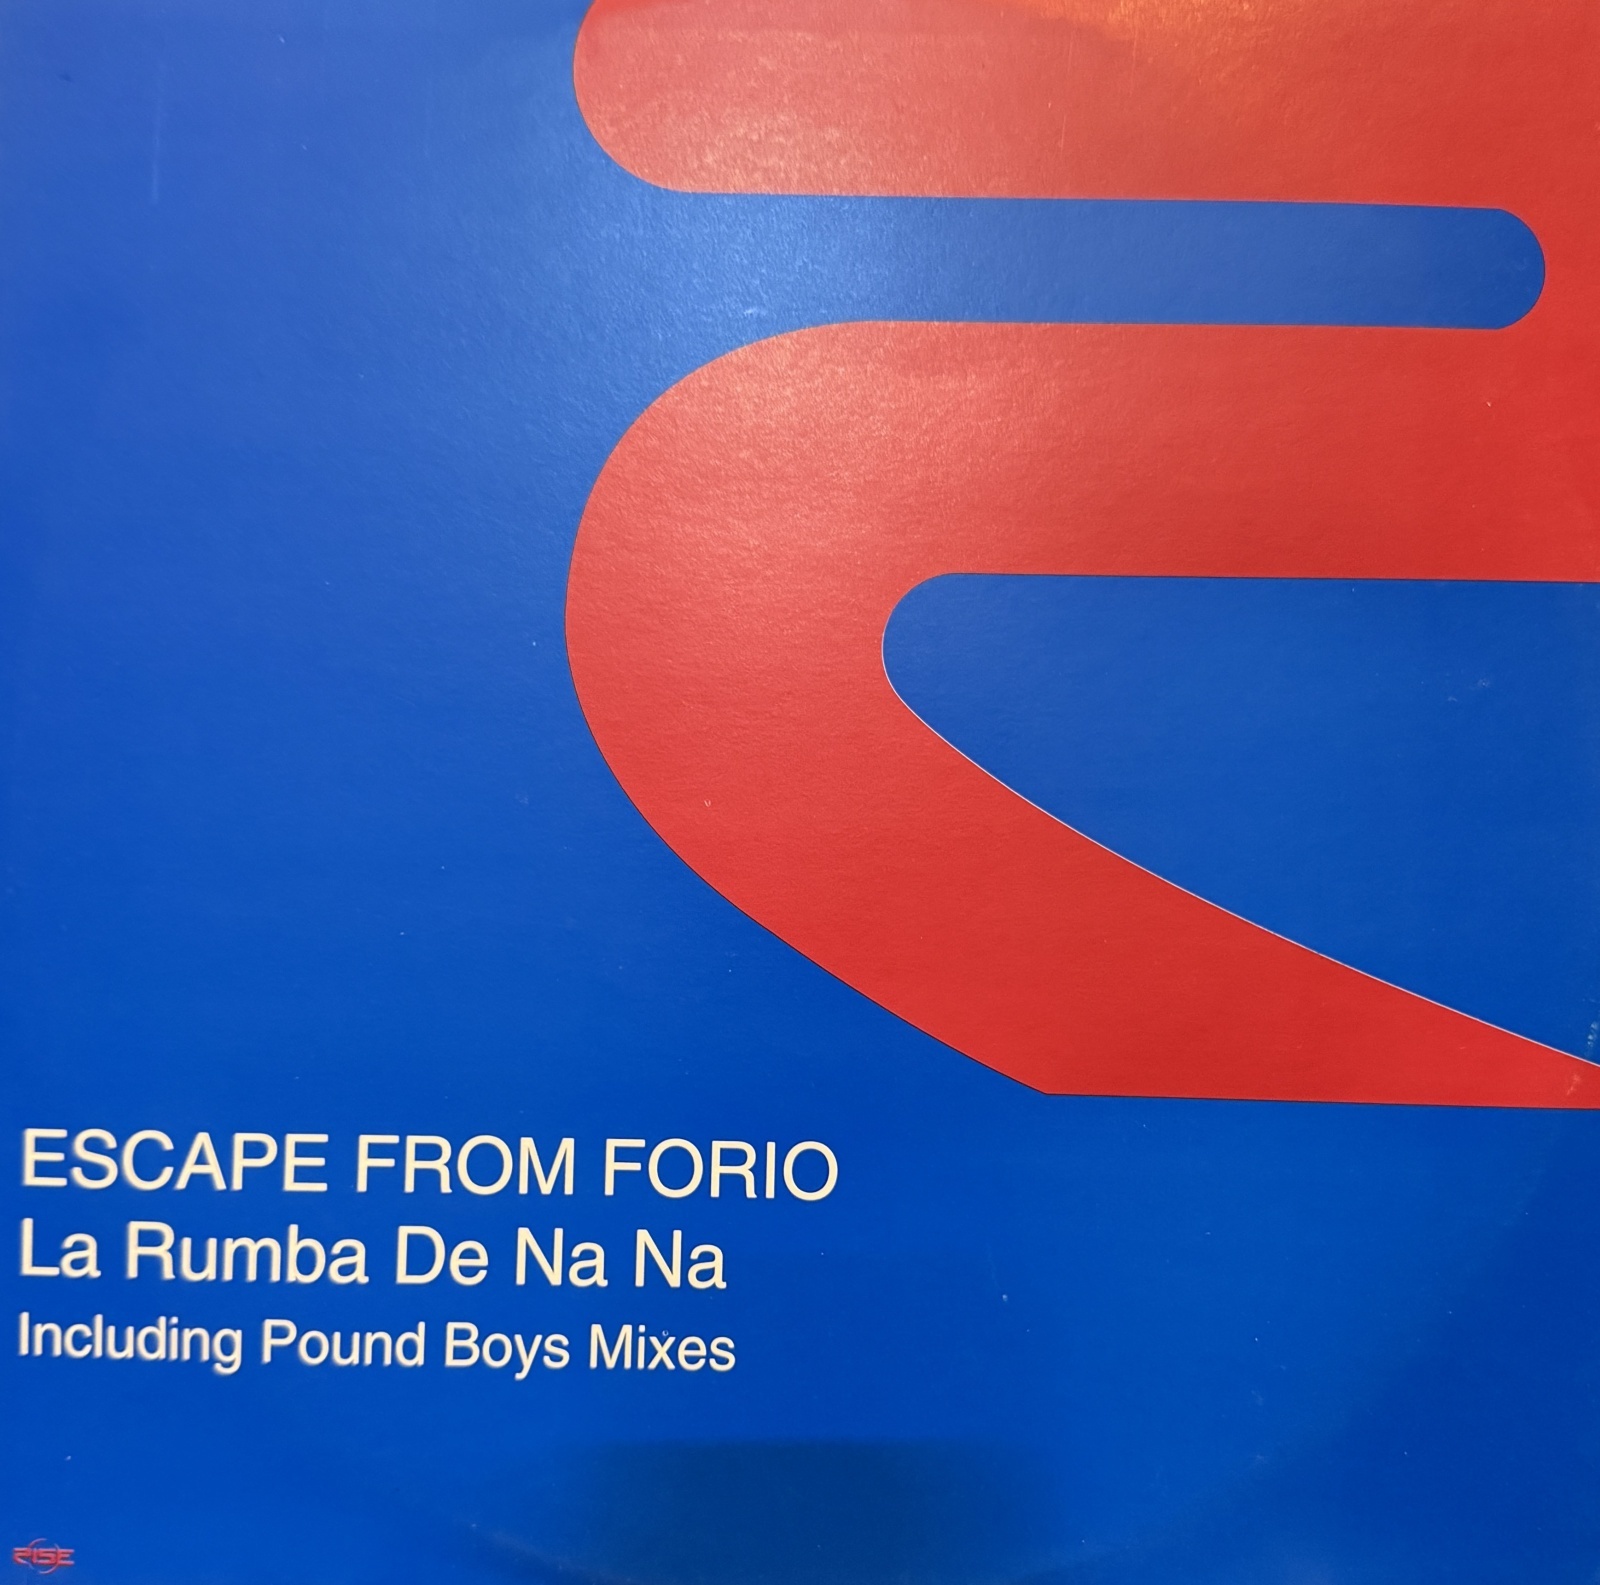 ESCAPE FROM FORIO
La Rumba De Na Na
Including Pound Boys Mixes
RISE